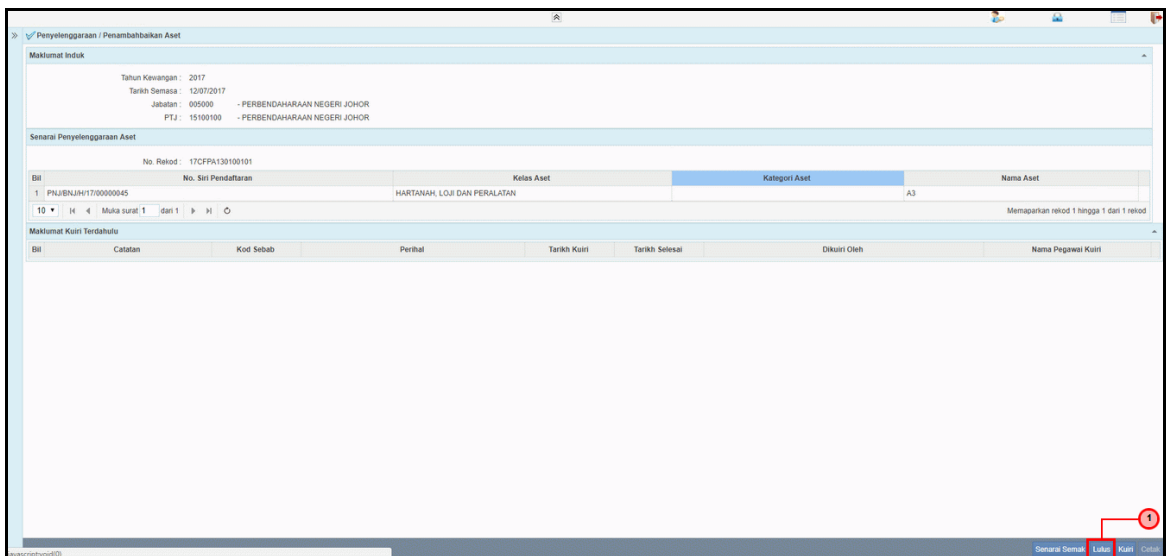 Penyelenggaraan / Penambahbaikan Aset
Maklumat Induk
Tahun Kewangan : 2017
Tarikh Semasa : 12/07/2017
Jabatan : 005000 - PERBENDAHARAAN NEGERI JOHOR
PTJ : 15100100 - PERBENDAHARAAN NEGERI JOHOR
Senarai Penyelenggaraan Aset
No. Rekod : 17CFPA130100101
Bil No. Siri Pendaftaran Kelas Aset Kategori Aset Nama Aset
1 PNJ/BNJ/H/17/00000045 HARTANAH, LOJI DAN PERALATAN A3
10 Muka surat 1 dari 1 Memaparkan rekod 1 hingga 1 dari 1 rekod
Maklumat Kuiri Terdahulu
Bil Catatan Kod Sebab Perihal Tarikh Kuiri Tarikh Selesai Dikuiri Oleh Nama Pegawai Kuiri
1
Senarai Semak Lulus Kuiri Cetak